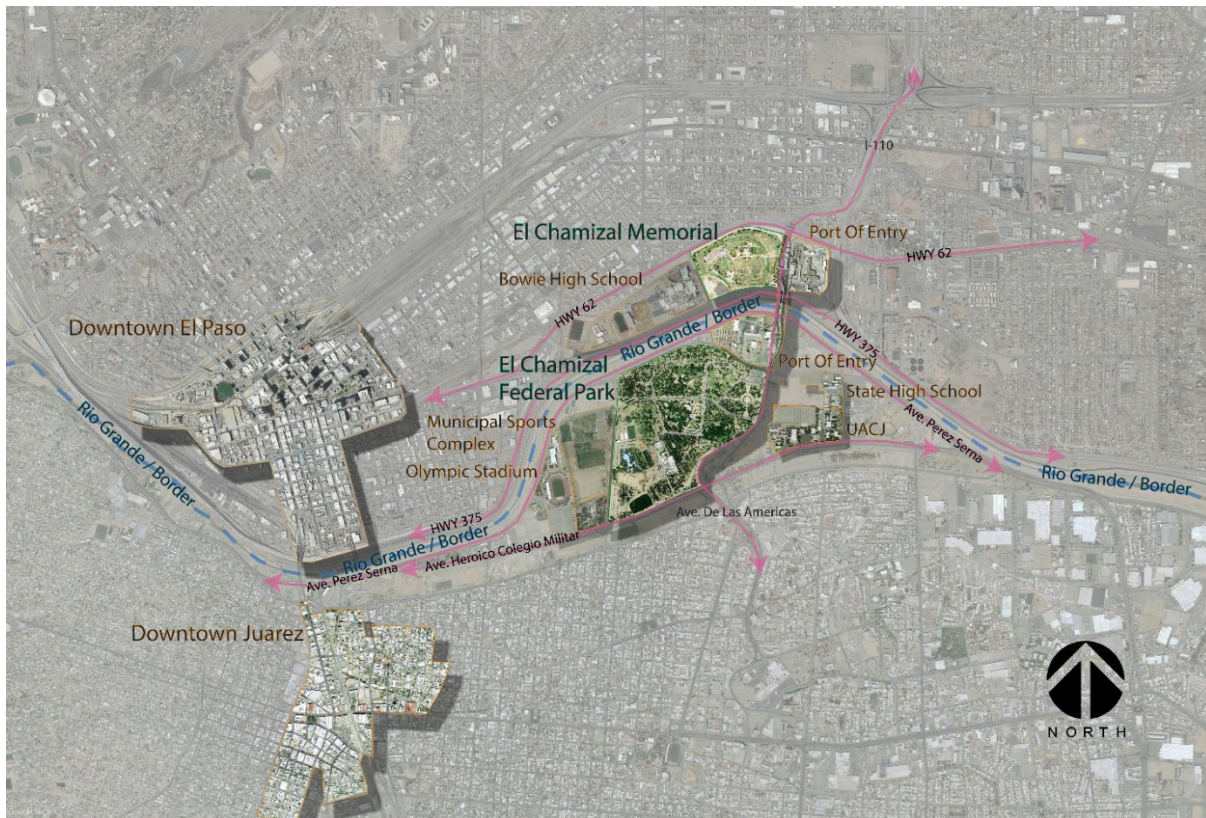 I-110
El Chamizal Memorial
Port Of Entry
HWY 62
Bowie High School
HWY 62
Downtown El Paso
Rio Grande / Border
HWY 375
El Chamizal
Federal Park
Port Of Entry
State High School
Municipal Sports
Complex
Ave. Perez Serna
UACJ
Olympic Stadium
Rio Grande / Border
Rio Grande / Border
Ave. De Las Americas
HWY 375
Rio Grande / Border
Ave. Heroico Colegio Militar
Ave. Perez Serna
Downtown Juarez
NORTH